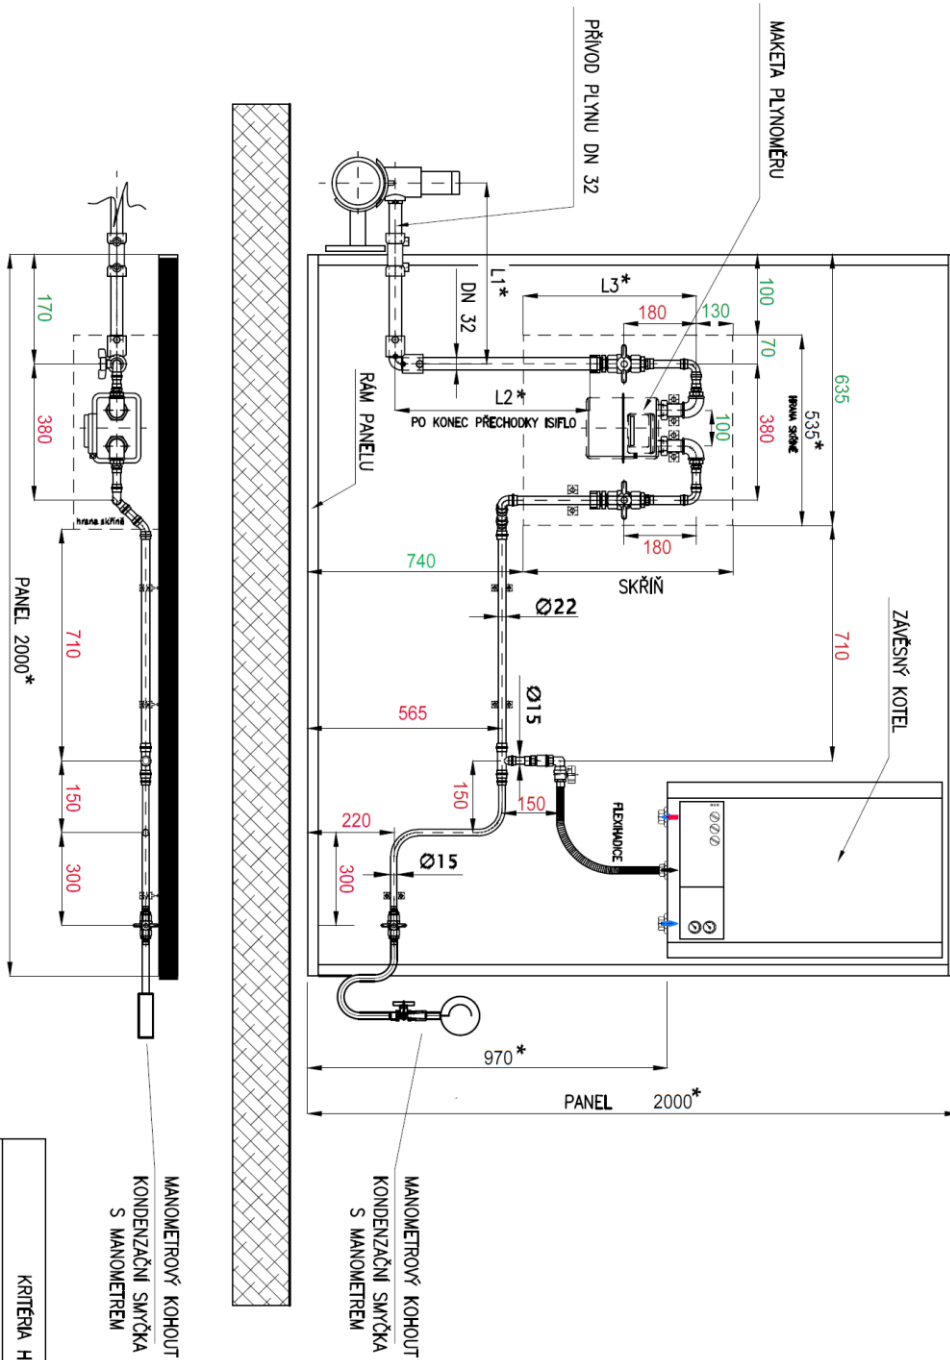 MAKETA PLYNOMĚRU
PŘÍVOD PLYNU DN 32
ZÁVĚSNÝ KOTEL
L1*
DN 32
L3*
180
130
100
70
635
535*
HRANA SKŘÍNĚ
380
100
L2*
PO KONEC PŘECHODKY ISIFLO
RÁM PANELU
180
SKŘÍŇ
740
710
Ø22
565
Ø15
150
150
FLEXIHADICE
220
Ø15
300
970*
PANEL 2000*
MANOMETROVÝ KOHOUT
KONDENZAČNÍ SMYČKA
S MANOMETREM
170
380
hrana skříně
710
150
300
PANEL 2000*
MANOMETROVÝ KOHOUT
KONDENZAČNÍ SMYČKA
S MANOMETREM
KRITÉRIA H